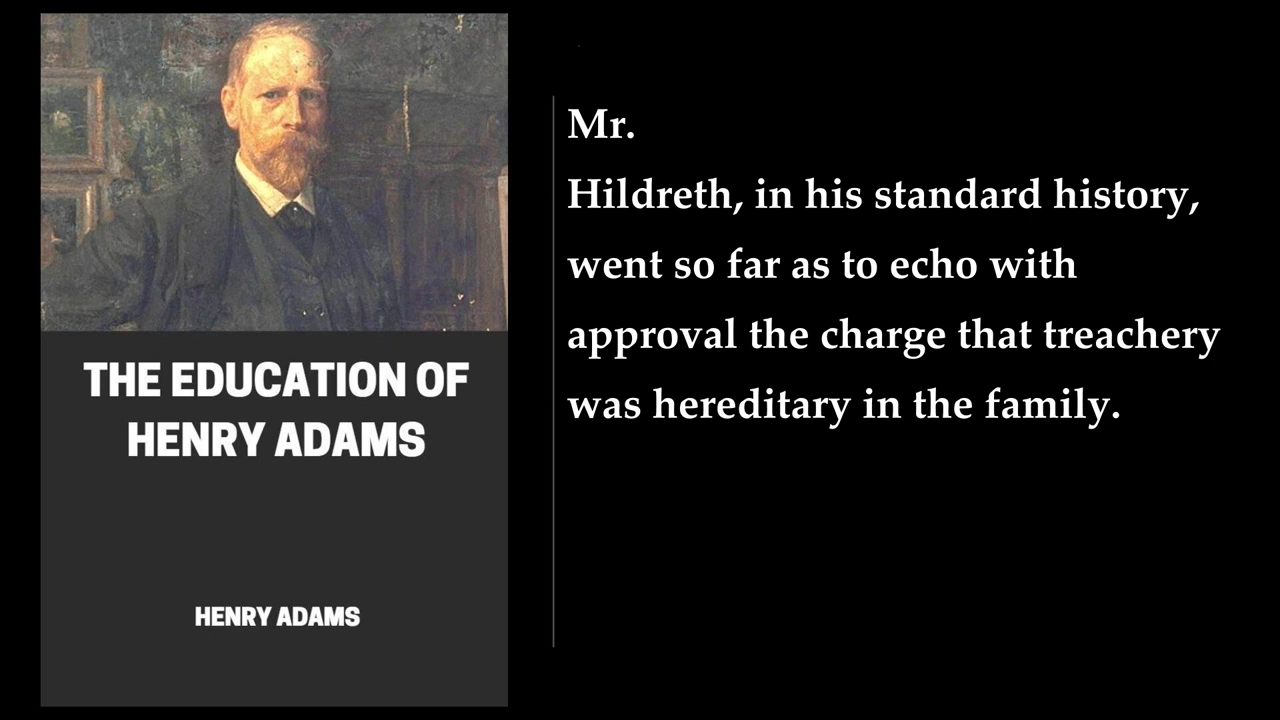 THE EDUCATION OF
HENRY ADAMS
HENRY ADAMS
Mr.
Hildreth, in his standard history,
went so far as to echo with
approval the charge that treachery
was hereditary in the family.